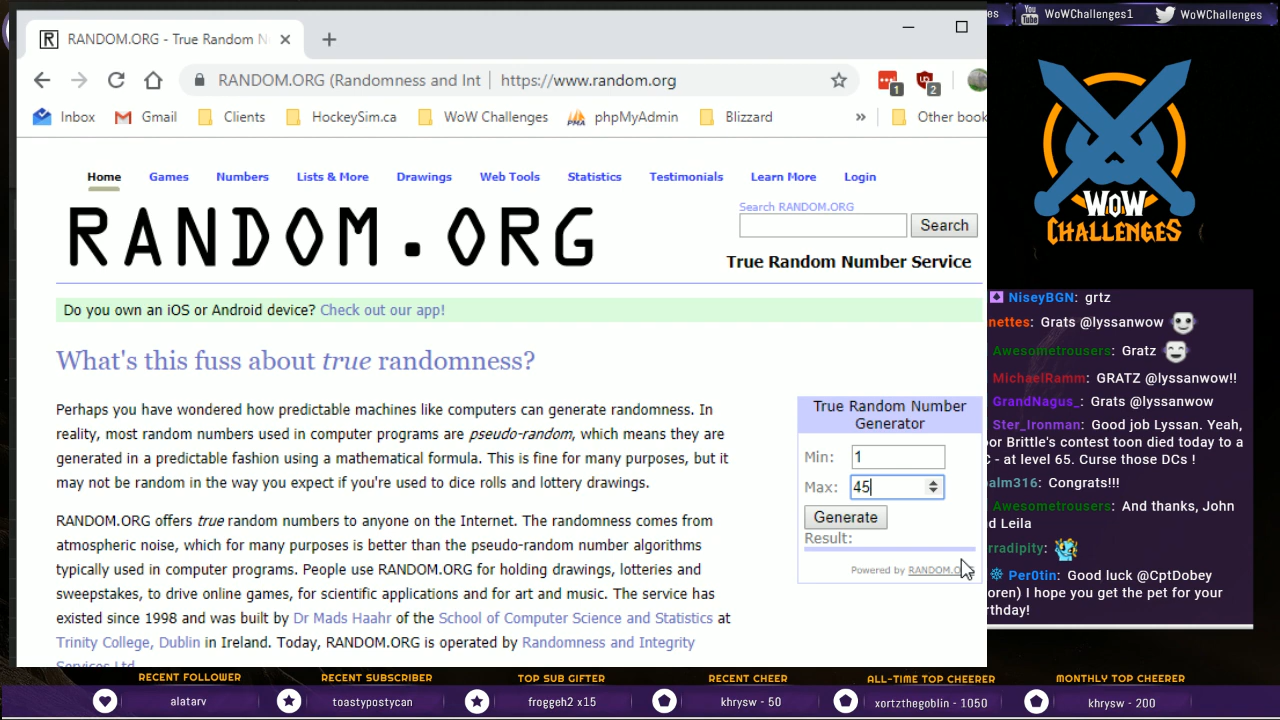 RANDOM.ORG - True Random N
RANDOM.ORG (Randomness and Int | https://www.random.org
1
2
Inbox
Gmail
Clients
HockeySim.ca
WoW Challenges
phpMyAdmin
Blizzard
»
Other book
Home
Games
Numbers
Lists & More
Drawings
Web Tools
Statistics
Testimonials
Learn More
Login
RANDOM.ORG
Search RANDOM.ORG
Search
True Random Number Service
Do you own an iOS or Android device? Check out our app!
What's this fuss about true randomness?
Perhaps you have wondered how predictable machines like computers can generate randomness. In
reality, most random numbers used in computer programs are pseudo-random, which means they are
generated in a predictable fashion using a mathematical formula. This is fine for many purposes, but it
may not be random in the way you expect if you're used to dice rolls and lottery drawings.
RANDOM.ORG offers true random numbers to anyone on the Internet. The randomness comes from
atmospheric noise, which for many purposes is better than the pseudo-random number algorithms
typically used in computer programs. People use RANDOM.ORG for holding drawings, lotteries and
sweepstakes, to drive online games, for scientific applications and for art and music. The service has
existed since 1998 and was built by Dr Mads Haahr of the School of Computer Science and Statistics at
Trinity College, Dublin in Ireland. Today, RANDOM.ORG is operated by Randomness and Integrity
Services Ltd.
True Random Number
Generator
Min: 1
Max: 45
Generate
Result:
Powered by RANDOM.O
es
You Tube WoWChallenges1
WoWChallenges
WOW
CHALLENGES
NiseyBGN: grtz
nettes: Grats @lyssanwow
Awesometrousers: Gratz
MichaelRamm: GRATZ @lyssanwow!!
GrandNagus_: Grats @lyssanwow
Ster_Ironman: Good job Lyssan. Yeah,
or Brittle's contest toon died today to a
C - at level 65. Curse those DCs !
alm316: Congrats!!!
Awesometrousers: And thanks, John
d Leila
rradipity:
Per0tin: Good luck @CptDobey
oren) I hope you get the pet for your
rthday!
RECENT FOLLOWER
alatarv
RECENT SUBSCRIBER
toastypostycan
TOP SUB GIFTER
froggeh2 x15
RECENT CHEER
khrysw - 50
ALL-TIME TOP CHEERER
xortzthegoblin - 1050
MONTHLY TOP CHEERER
khrysw - 200